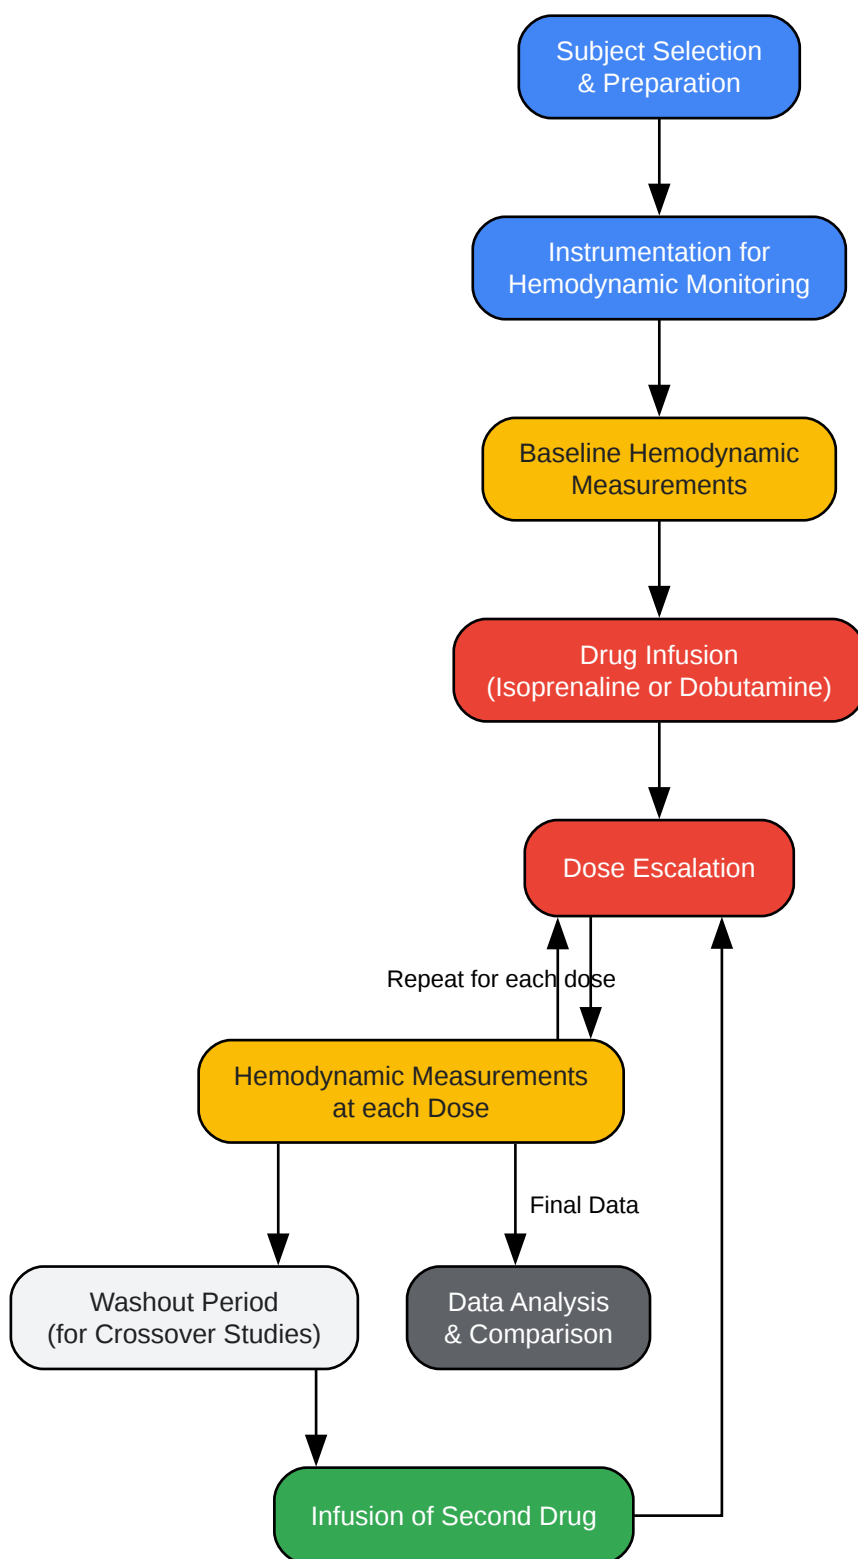 Subject Selection
& Preparation
Instrumentation for
Hemodynamic Monitoring
Baseline Hemodynamic
Measurements
Drug Infusion
(Isoprenaline or Dobutamine)
Dose Escalation
Repeat for each dose
Hemodynamic Measurements
at each Dose
Final Data
Washout Period
(for Crossover Studies)
Data Analysis
& Comparison
Infusion of Second Drug